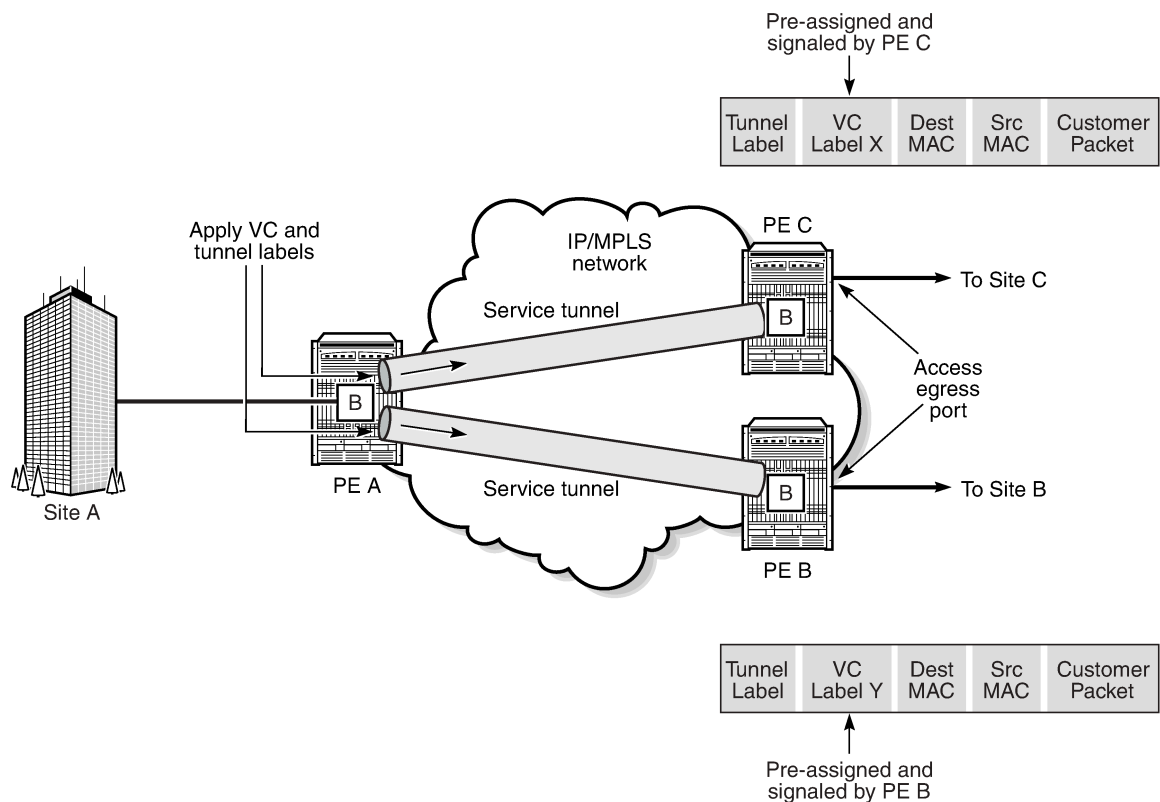 Pre-assigned and
signaled by PE C
Tunnel Label
VC Label X
Dest MAC
Src MAC
Customer Packet
Apply VC and
tunnel labels
IP/MPLS
network
PE C
To Site C
Service tunnel
B
Access
egress
port
B
PE A
Site A
Service tunnel
B
To Site B
PE B
Tunnel Label
VC Label Y
Dest MAC
Src MAC
Customer Packet
Pre-assigned and
signaled by PE B